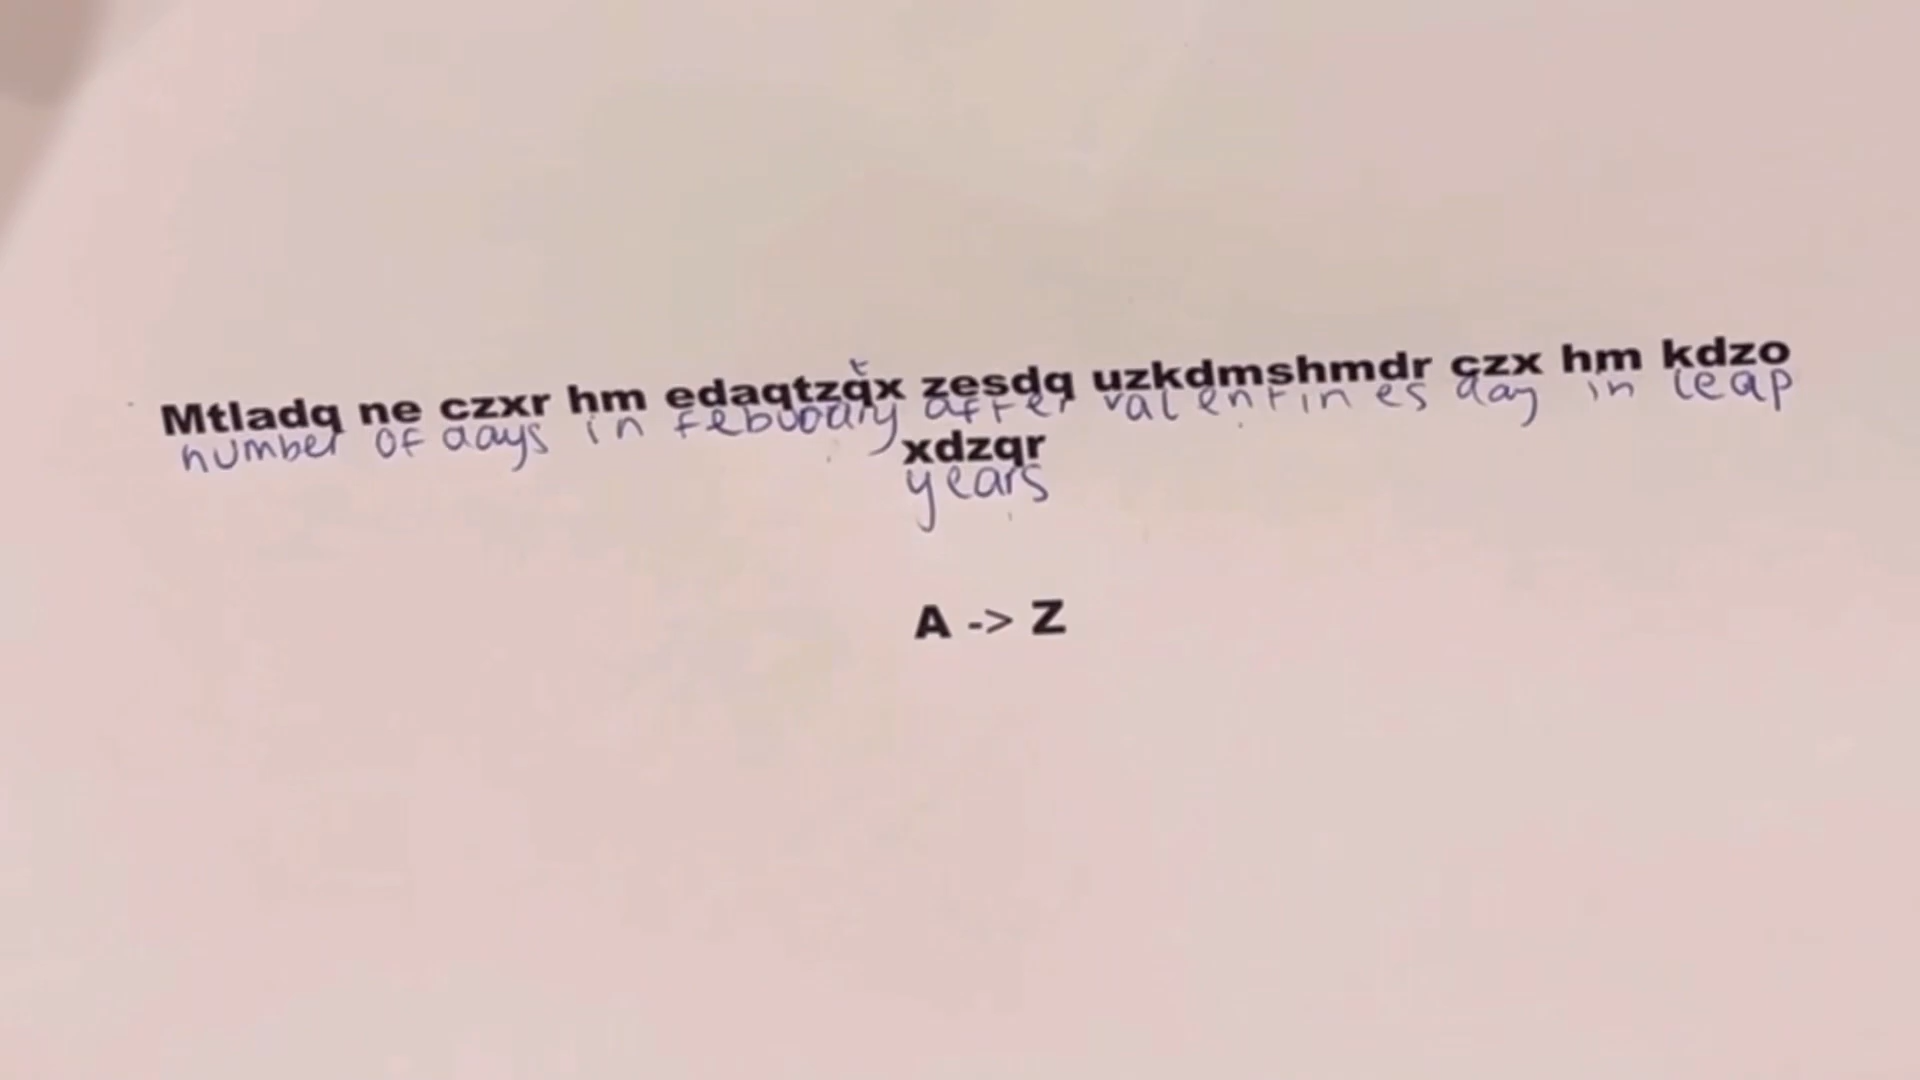 Mtladq ne czxr hm edaqtzqx zesdq uzkdmshmdr czx hm kdzo
number of days in febuuary after valentines day in leap
xdzqr
years
A -> Z